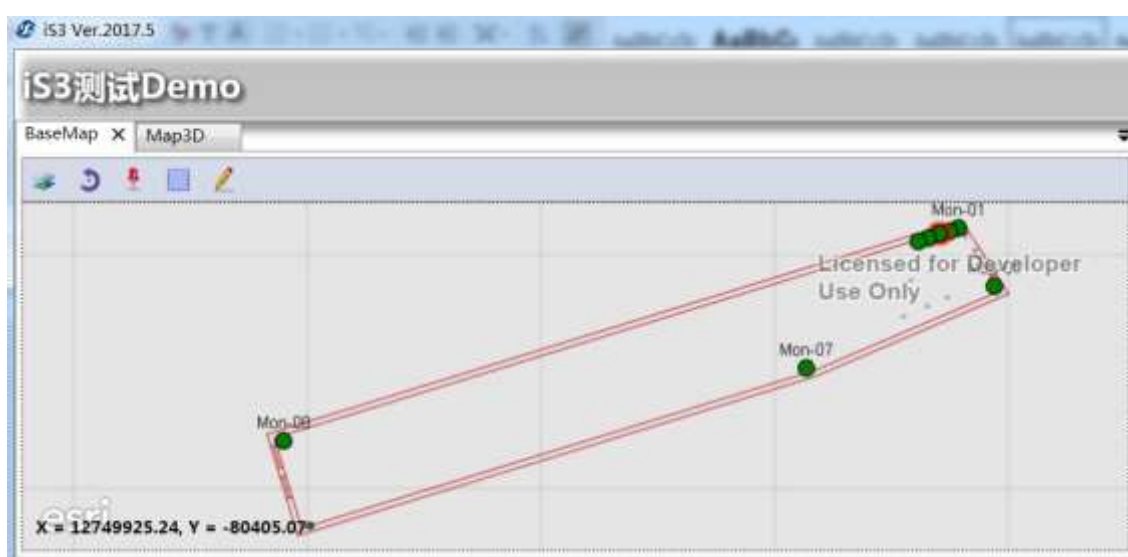 iS3 Ver.2017.5
iS3测试Demo
BaseMap X Map3D
Mon-01
Licensed for Developer
Use Only
Mon-07
Mon-08
esri
X = 12749925.24, Y = -80405.07*